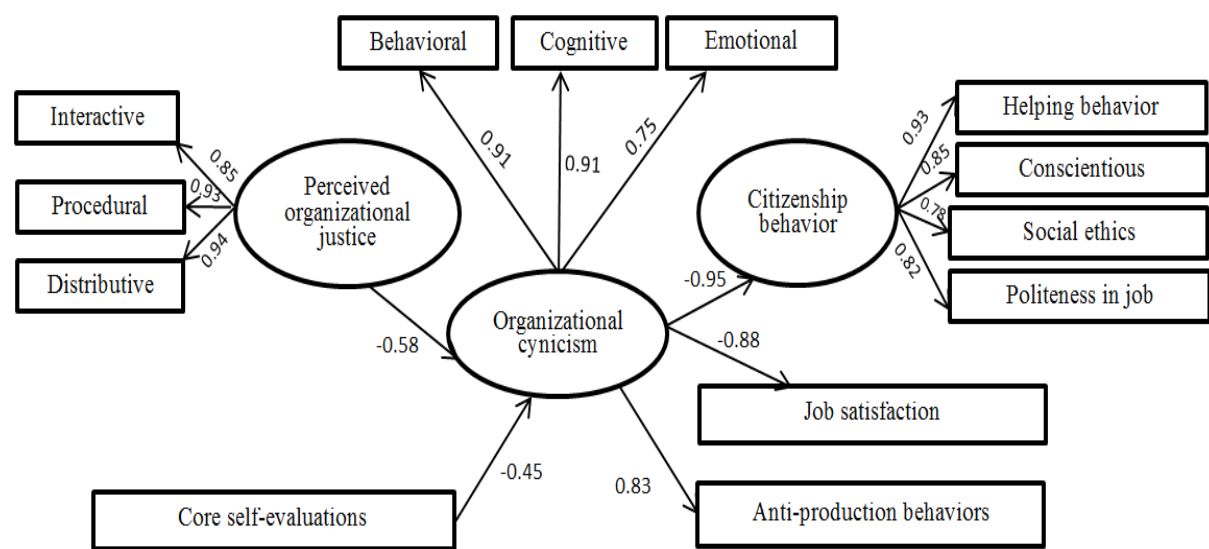 Behavioral
Cognitive
Emotional
Interactive
Procedural
Distributive
0.85
0.93
0.94
Perceived
organizational
justice
0.91
0.91
0.75
Citizenship
behavior
0.93
0.85
0.78
0.82
Helping behavior
Conscientious
Social ethics
Politeness in job
-0.58
Organizational
cynicism
-0.95
-0.88
Job satisfaction
-0.45
0.83
Core self-evaluations
Anti-production behaviors